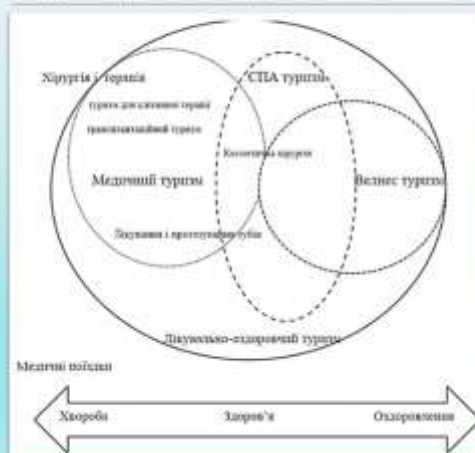 Хірургія і терапія
СПА туризм
туризм для клітинної терапії
трансплантаційний туризм
Косметична хірургія
Медичний туризм
Велнес туризм
Лікування і протезування зубів
Лікувально-оздоровчий туризм
Медичні поїздки
Хвороба
Здоров'я
Оздоровлення